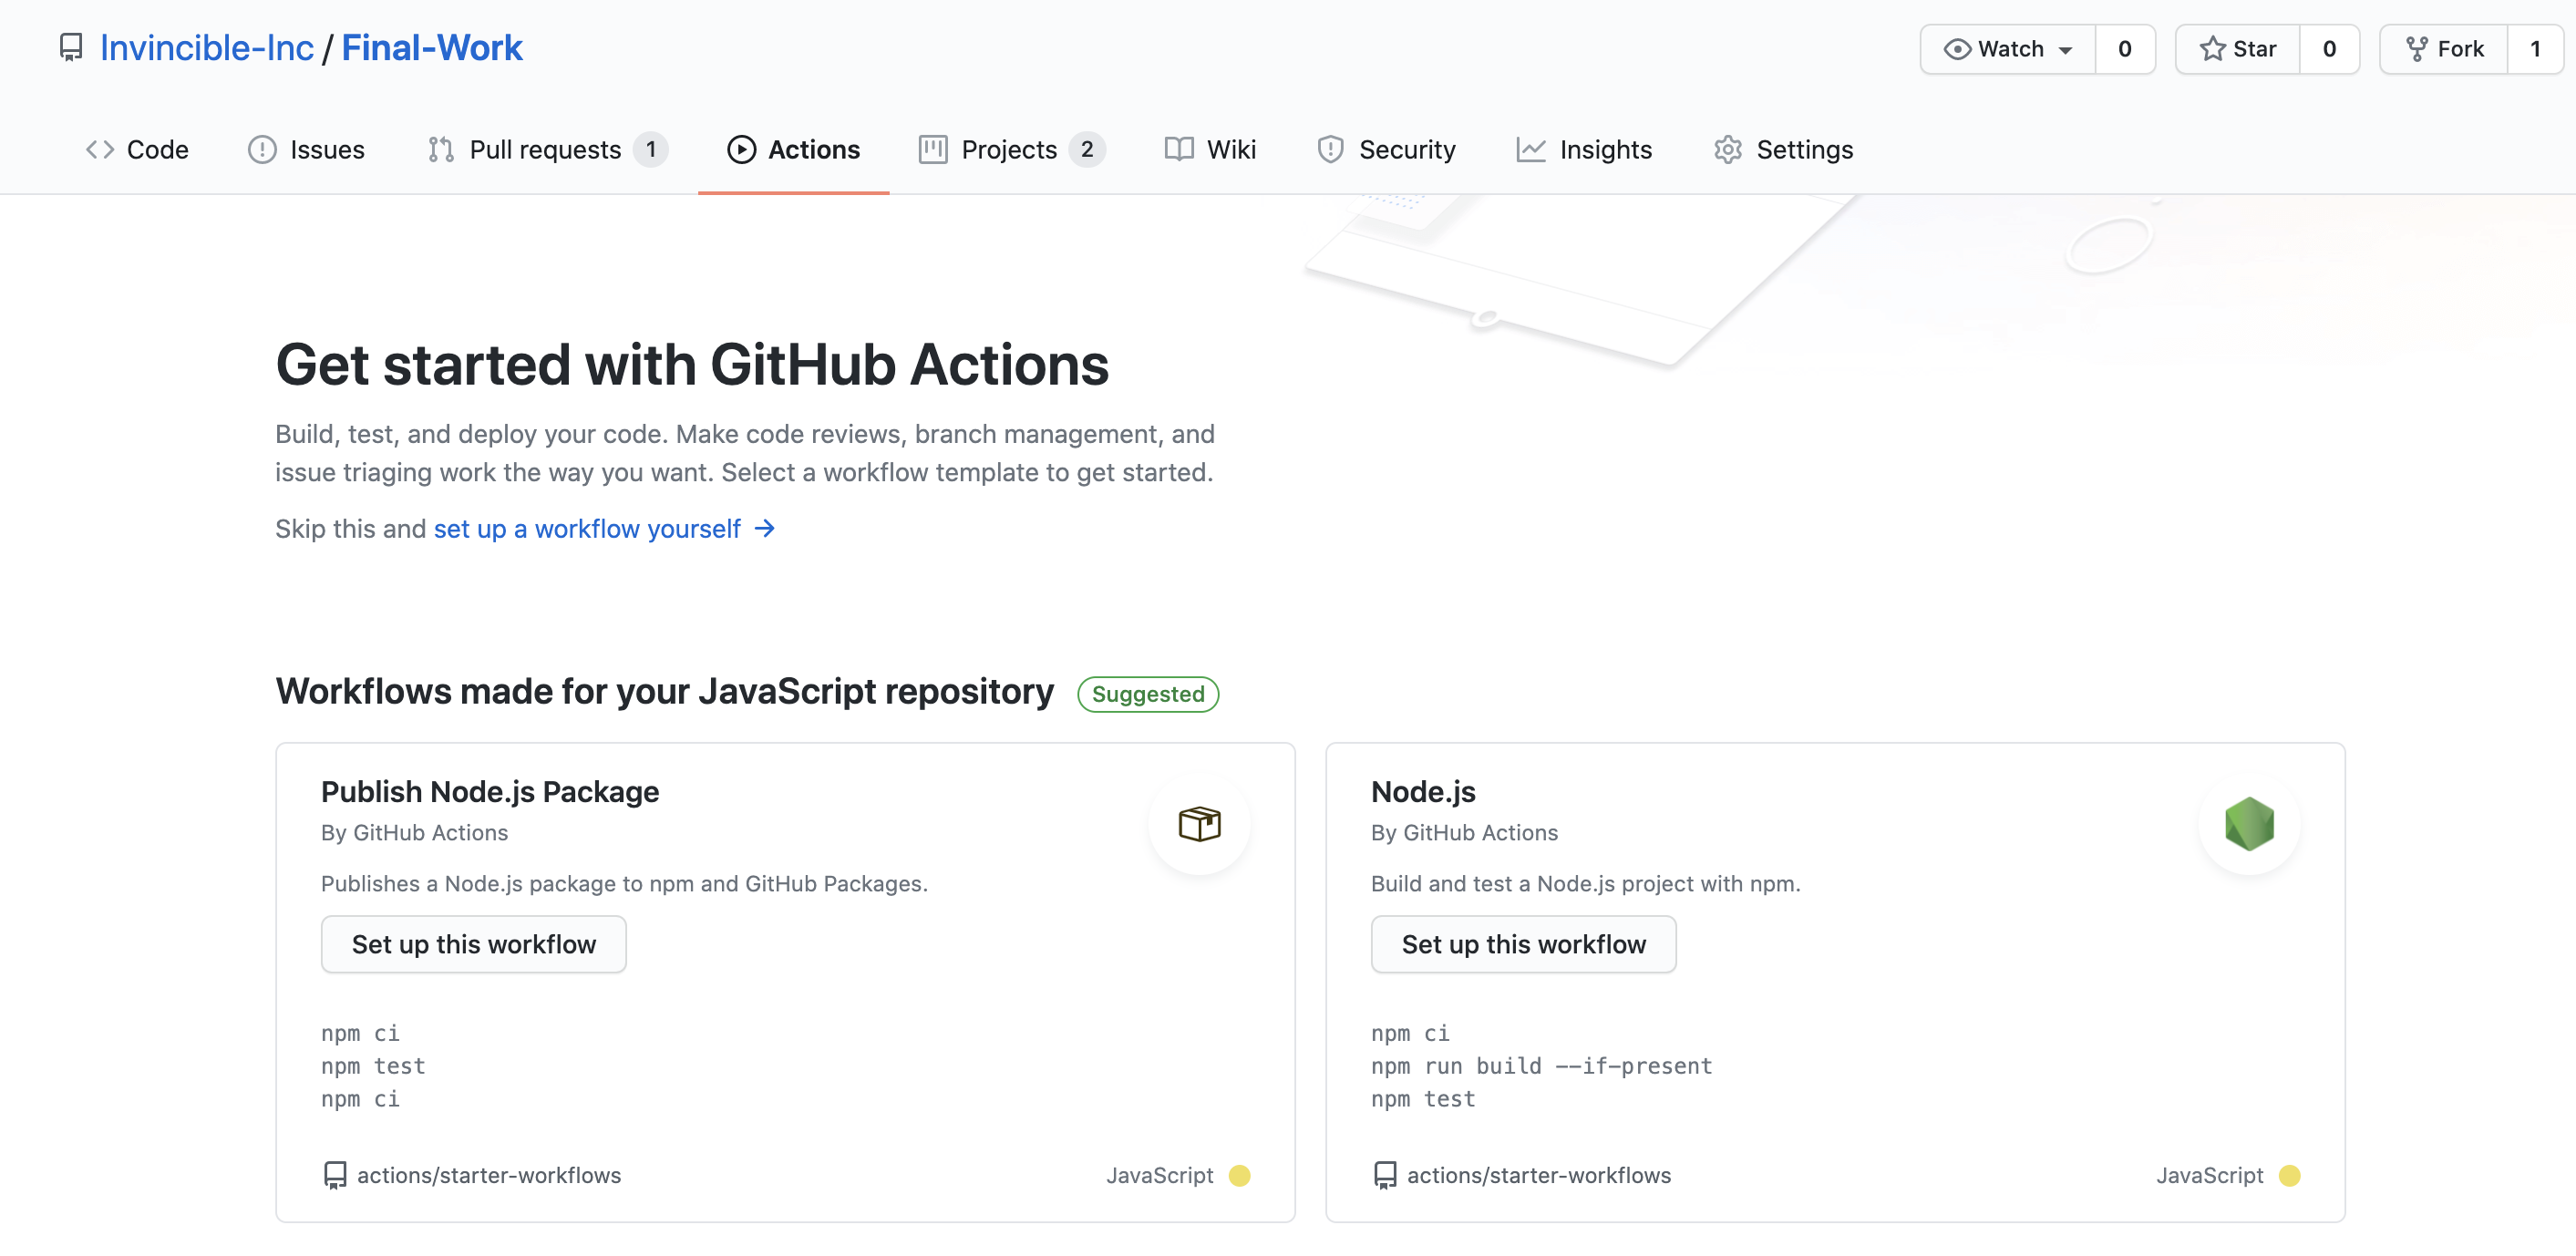 Invincible-Inc / Final-Work
Watch 0 Star 0 Fork 1
Code Issues Pull requests 1 Actions Projects 2 Wiki Security Insights Settings
Get started with GitHub Actions
Build, test, and deploy your code. Make code reviews, branch management, and
issue triaging work the way you want. Select a workflow template to get started.
Skip this and set up a workflow yourself →
Workflows made for your JavaScript repository Suggested
Publish Node.js Package
By GitHub Actions
Publishes a Node.js package to npm and GitHub Packages.
Set up this workflow
npm ci
npm test
npm ci
actions/starter-workflows JavaScript
Node.js
By GitHub Actions
Build and test a Node.js project with npm.
Set up this workflow
npm ci
npm run build --if-present
npm test
actions/starter-workflows JavaScript